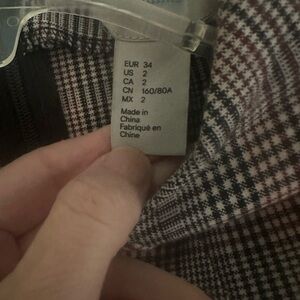 EUR 34
US 2
CA 2
CN 160/80A
MX 2
Made in
China
Fabriqué en
Chine